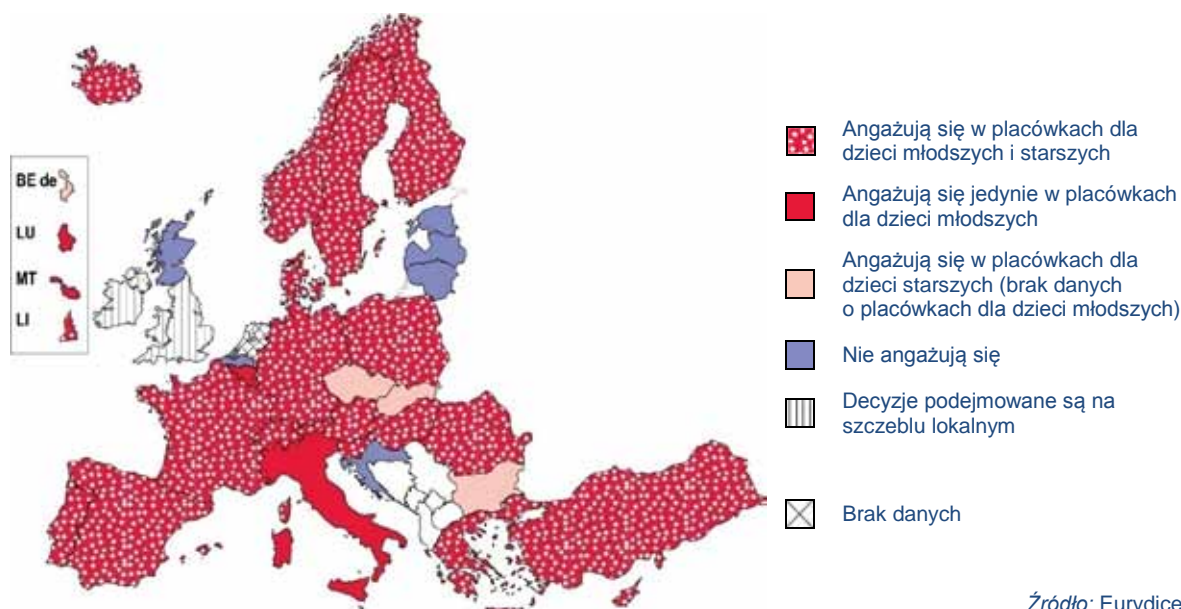 BE de
LU
MT
LI
Angażują się w placówkach dla
dzieci młodszych i starszych
Angażują się jedynie w placówkach
dla dzieci młodszych
Angażują się w placówkach dla
dzieci starszych (brak danych
o placówkach dla dzieci młodszych)
Nie angażują się
Decyzje podejmowane są na
szczeblu lokalnym
Brak danych
Źródło: Eurydice